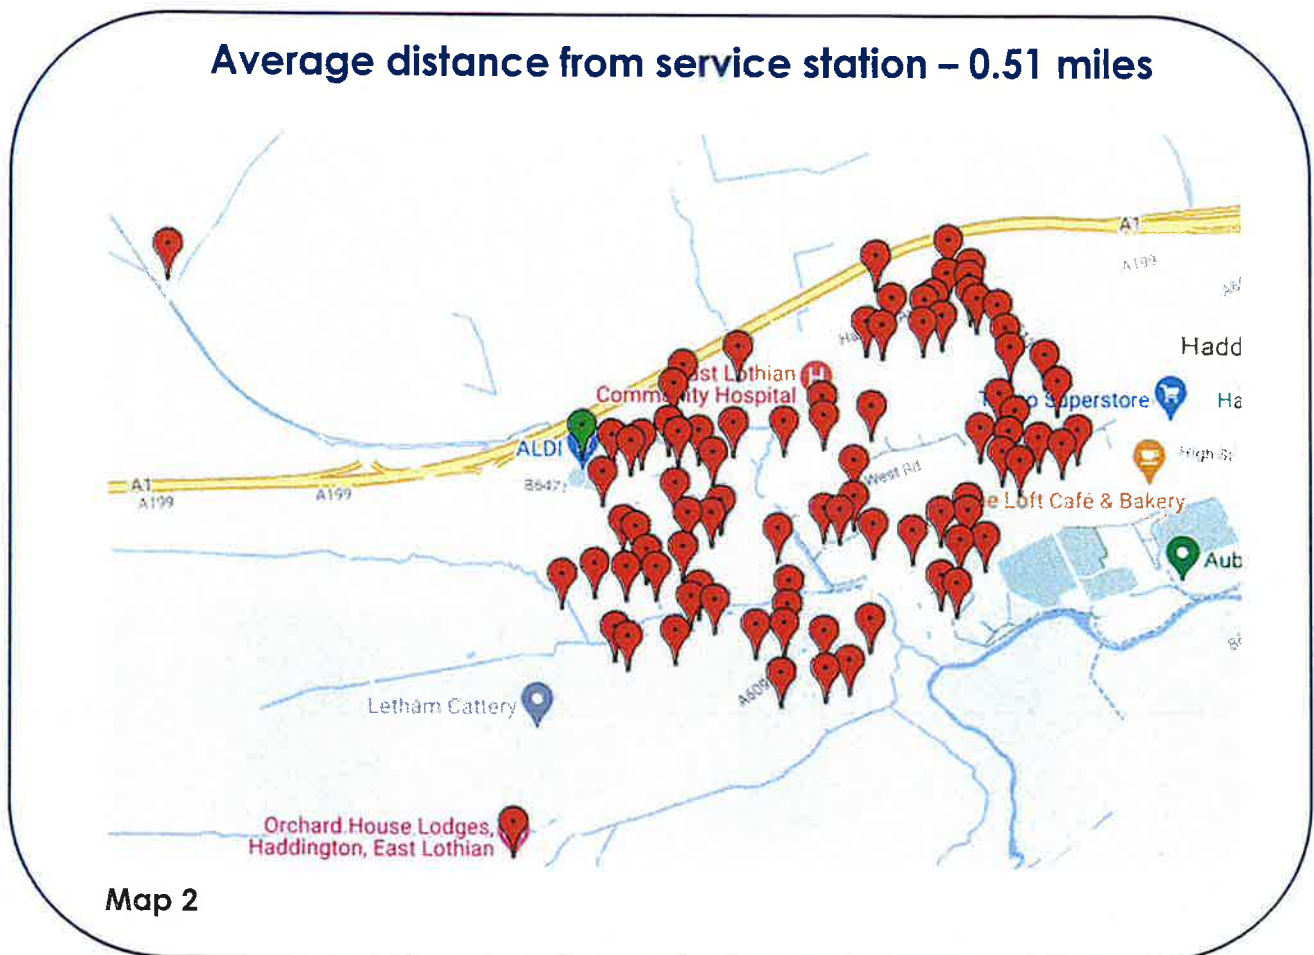 Average distance from service station – 0.51 miles
A1
A199
Hadd
East Lothian
Community Hospital
Superstore
Ha
ALDI
A1
A199
A199
B647
West Rd
High St
Loft Café & Bakery
Aub
Letham Cattery
A609
Orchard House Lodges,
Haddington, East Lothian
Map 2